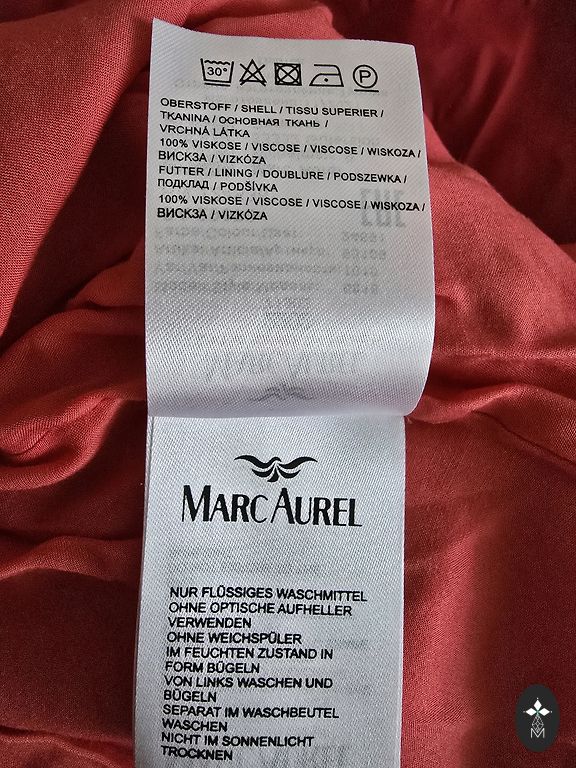 30°
P
OBERSTOFF / SHELL / TISSU SUPERIER /
TKANINA / ОСНОВНАЯ ТКАНЬ /
VRCHNÁ LÁTKA
100% VISKOSE / VISCOSE / VISCOSE / WISKOZA /
ВИСКЗА / VIZKÓZA
FUTTER / LINING / DOUBLURE / PODSZEWKA /
ПОДКЛАД / PODŠÍVKA
100% VISKOSE / VISCOSE / VISCOSE / WISKOZA /
ВИСКЗА / VIZKÓZA
MARC AUREL
NUR FLÜSSIGES WASCHMITTEL
OHNE OPTISCHE AUFHELLER
VERWENDEN
OHNE WEICHSPÜLER
IM FEUCHTEN ZUSTAND IN
FORM BÜGELN
VON LINKS WASCHEN UND
BÜGELN
SEPARAT IM WASCHBEUTEL
WASCHEN
NICHT IM SONNENLICHT
TROCKNEN
M